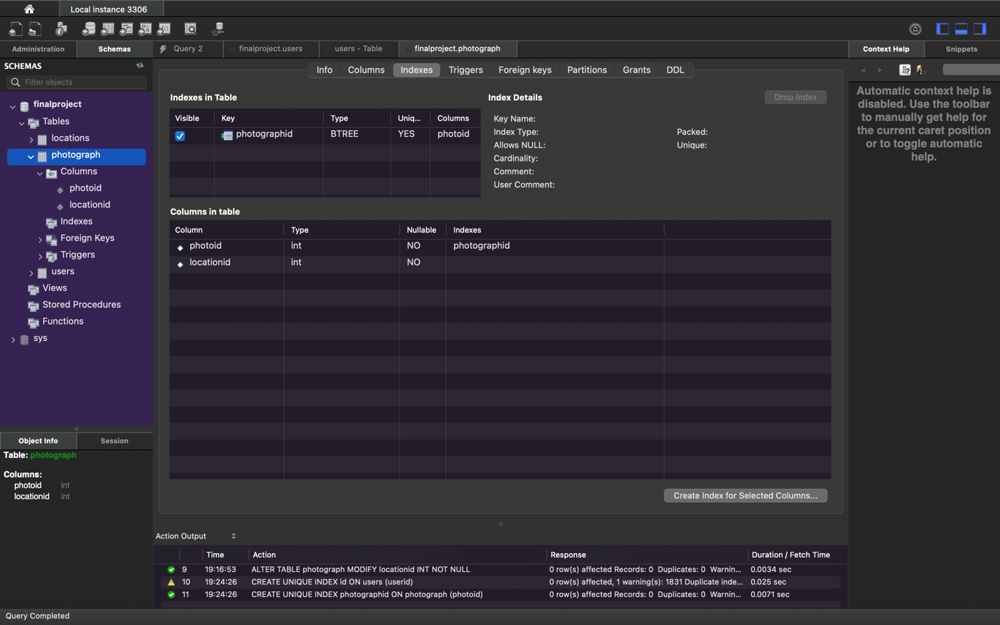 Local instance 3306
Administration
Schemas
Query 2
finalproject.users
users - Table
finalproject.photograph
Context Help
Snippets
SCHEMAS
Filter objects
finalproject
Tables
locations
photograph
Columns
photoid
locationid
Indexes
Foreign Keys
Triggers
users
Views
Stored Procedures
Functions
sys
Object Info
Session
Table: photograph
Columns:
photoid int
locationid int
Info Columns Indexes Triggers Foreign keys Partitions Grants DDL
Indexes in Table
Visible Key Type Uniq... Columns
photographid BTREE YES photoid
Index Details
Drop Index
Key Name:
Index Type: Packed:
Allows NULL: Unique:
Cardinality:
Comment:
User Comment:
Columns in table
Column Type Nullable Indexes
photoid int NO photographid
locationid int NO
Create Index for Selected Columns...
Automatic context help is
disabled. Use the toolbar
to manually get help for
the current caret position
or to toggle automatic
help.
Action Output
Time Action Response Duration / Fetch Time
9 19:16:53 ALTER TABLE photograph MODIFY locationid INT NOT NULL 0 row(s) affected Records: 0 Duplicates: 0 Warnin... 0.0034 sec
10 19:24:26 CREATE UNIQUE INDEX id ON users (userid) 0 row(s) affected, 1 warning(s): 1831 Duplicate inde... 0.025 sec
11 19:24:26 CREATE UNIQUE INDEX photographid ON photograph (photoid) 0 row(s) affected Records: 0 Duplicates: 0 Warnin... 0.0071 sec
Query Completed